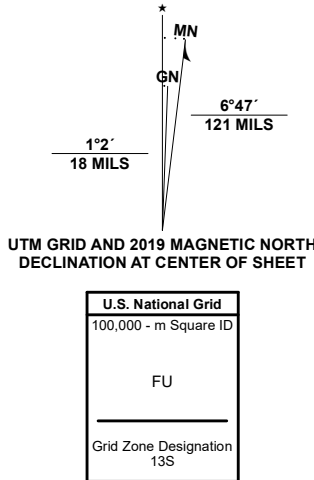 ★
MN
GN
6°47´
121 MILS
1°2´
18 MILS
UTM GRID AND 2019 MAGNETIC NORTH
DECLINATION AT CENTER OF SHEET
U.S. National Grid
100,000 - m Square ID
FU
Grid Zone Designation
13S